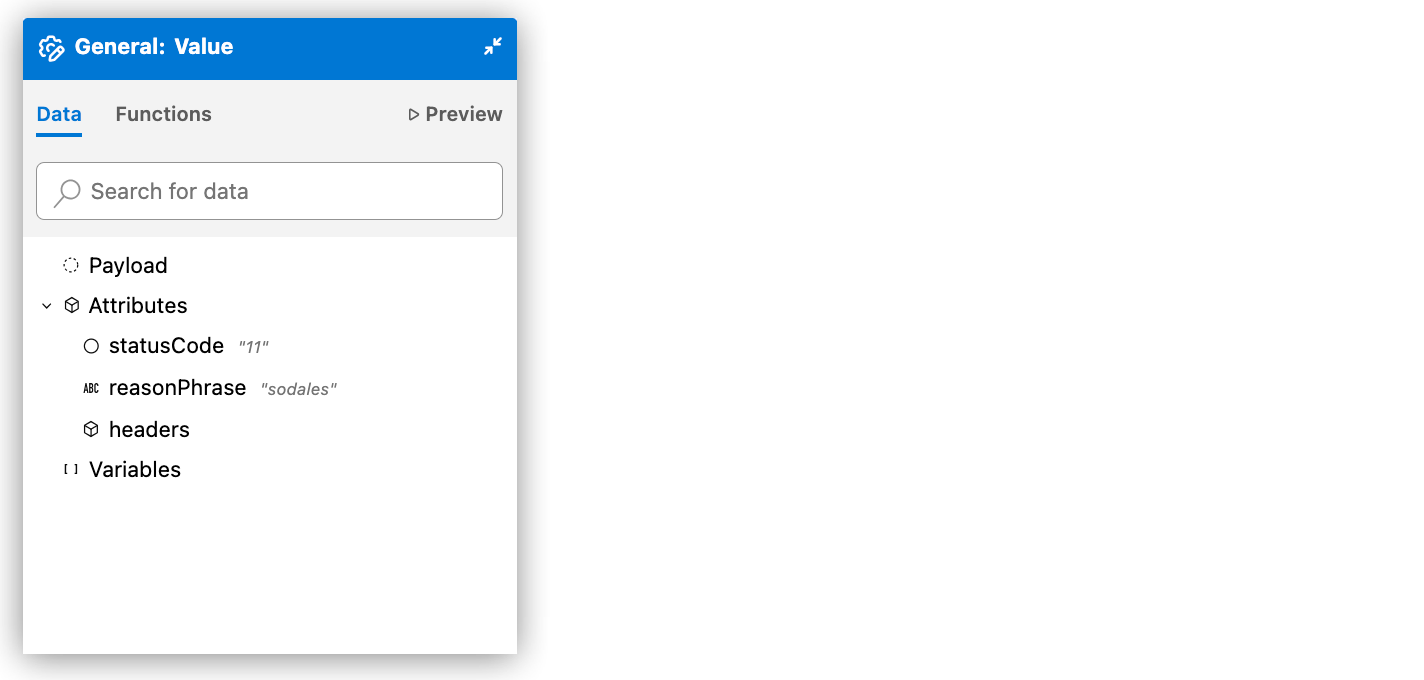 General: Value
Data Functions Preview
Search for data
Payload
Attributes
statusCode "11"
ABC reasonPhrase "sodales"
headers
[ ] Variables